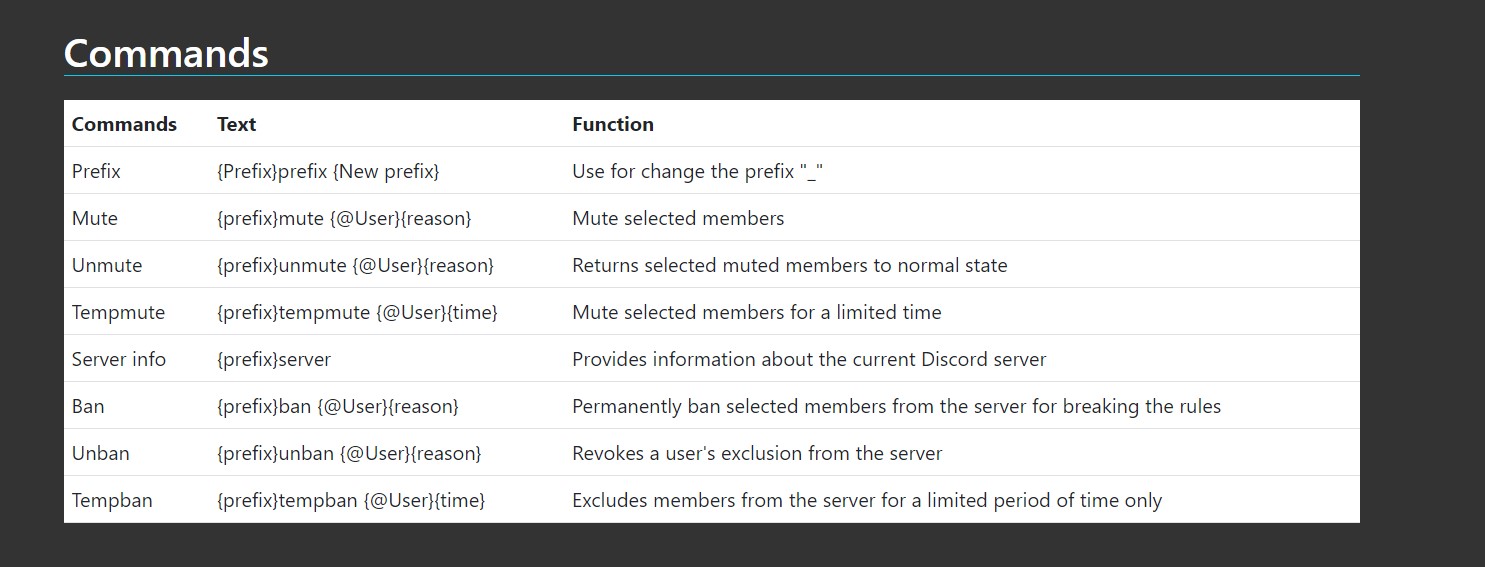 Commands
Commands Text Function
Prefix {Prefix}prefix {New prefix} Use for change the prefix "_"
Mute {prefix}mute {@User}{reason} Mute selected members
Unmute {prefix}unmute {@User}{reason} Returns selected muted members to normal state
Tempmute {prefix}tempmute {@User}{time} Mute selected members for a limited time
Server info {prefix}server Provides information about the current Discord server
Ban {prefix}ban {@User}{reason} Permanently ban selected members from the server for breaking the rules
Unban {prefix}unban {@User}{reason} Revokes a user's exclusion from the server
Tempban {prefix}tempban {@User}{time} Excludes members from the server for a limited period of time only